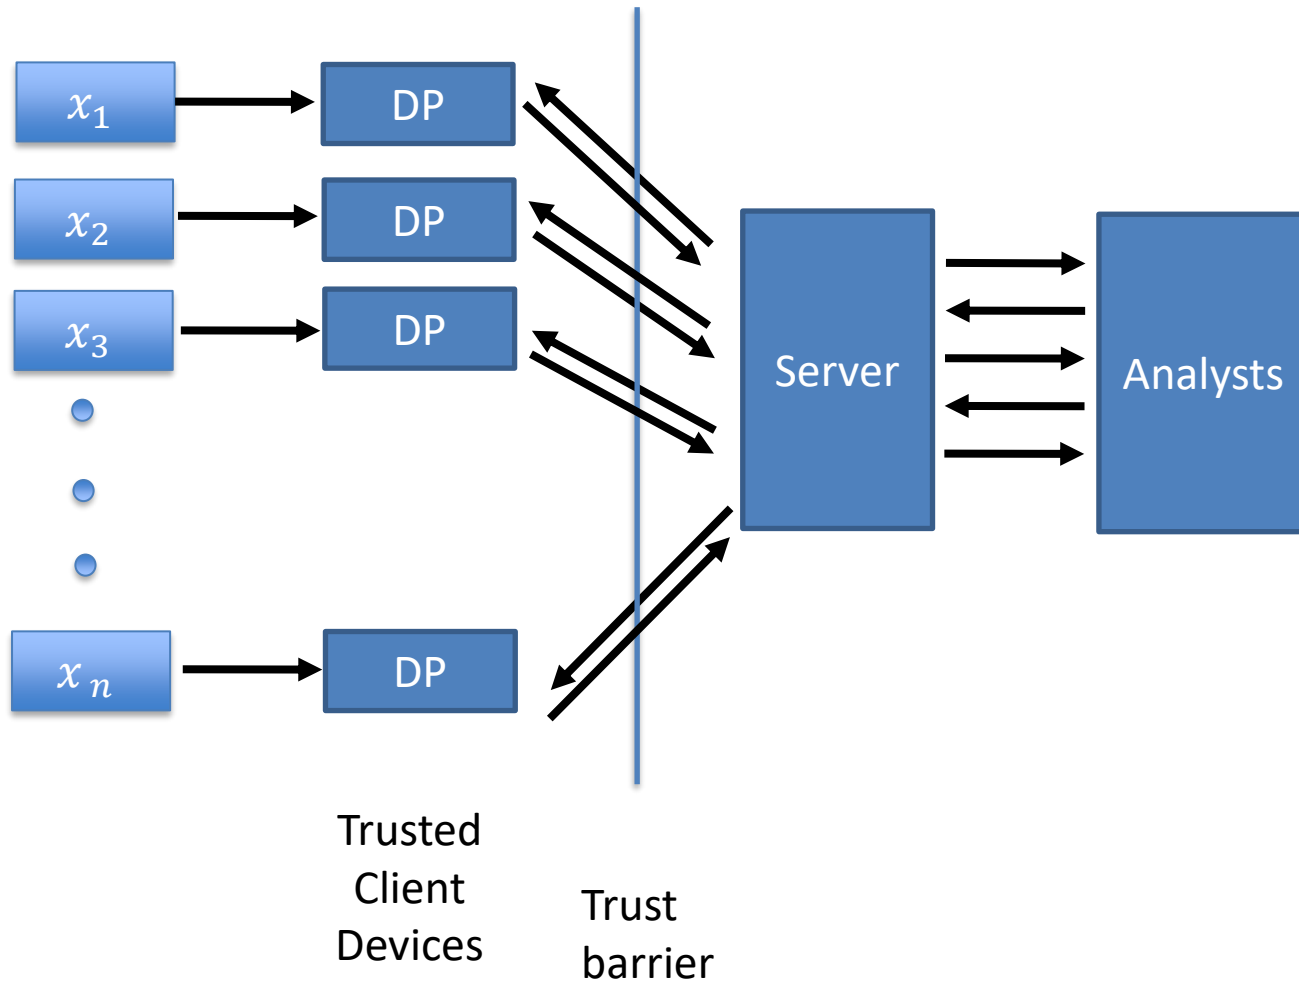 x₁
DP
x₂
DP
x₃
DP
Server
Analysts
xₙ
DP
Trusted
Client
Devices
Trust
barrier